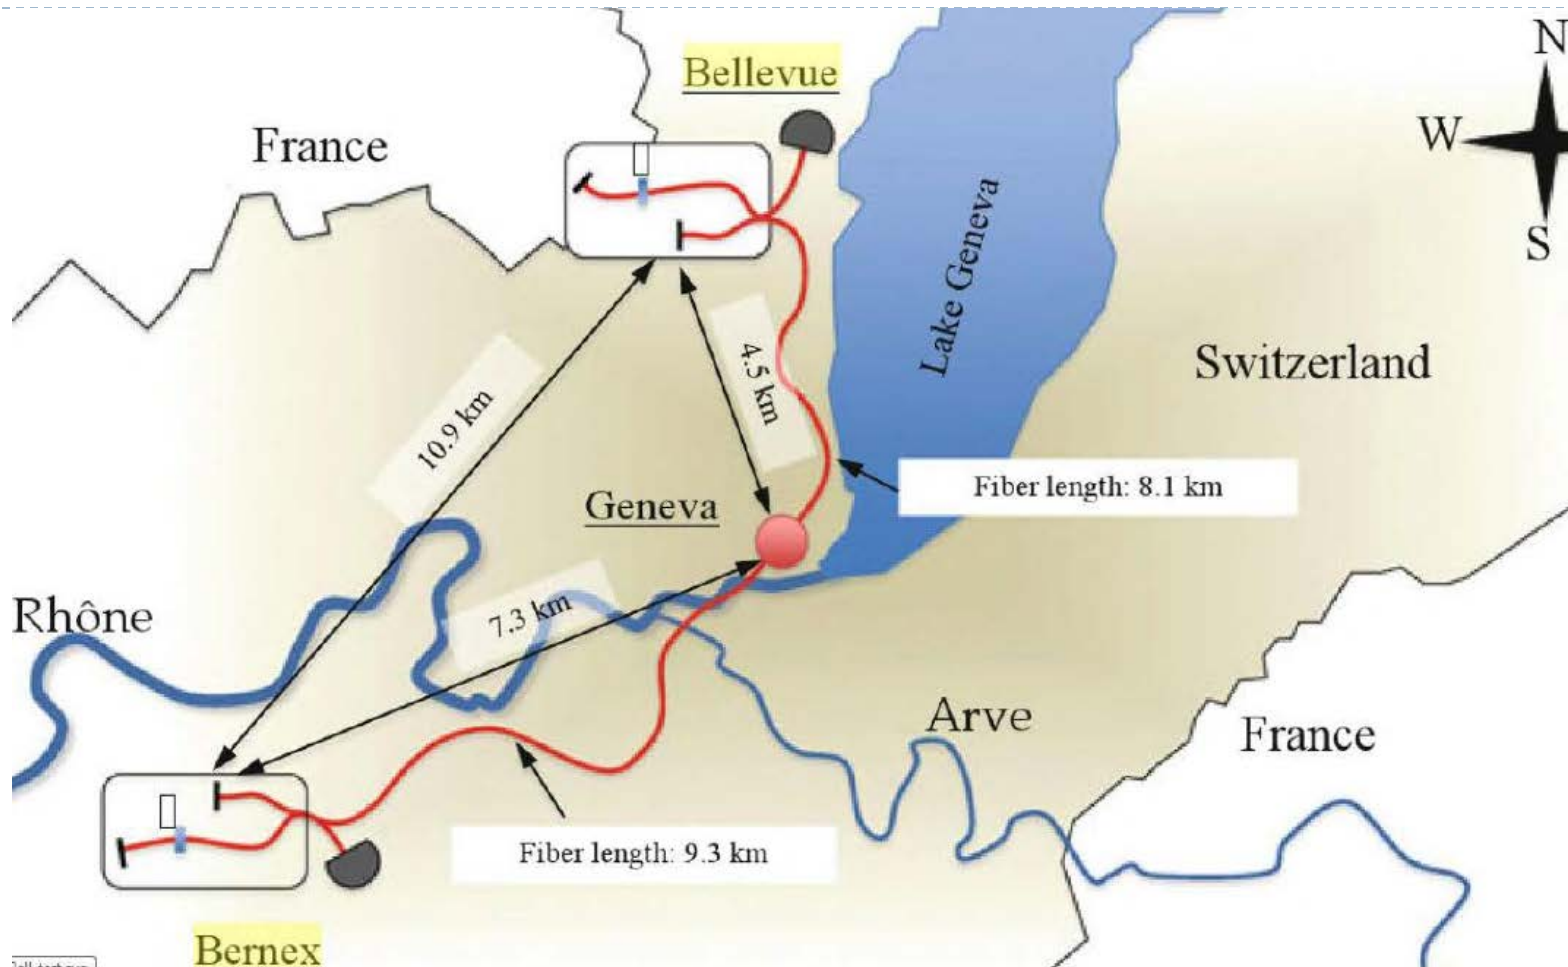 N
Bellevue
W
France
S
Lake Geneva
Switzerland
4.5 km
10.9 km
Fiber length: 8.1 km
Geneva
7.3 km
Rhône
Arve
France
Fiber length: 9.3 km
Bernex